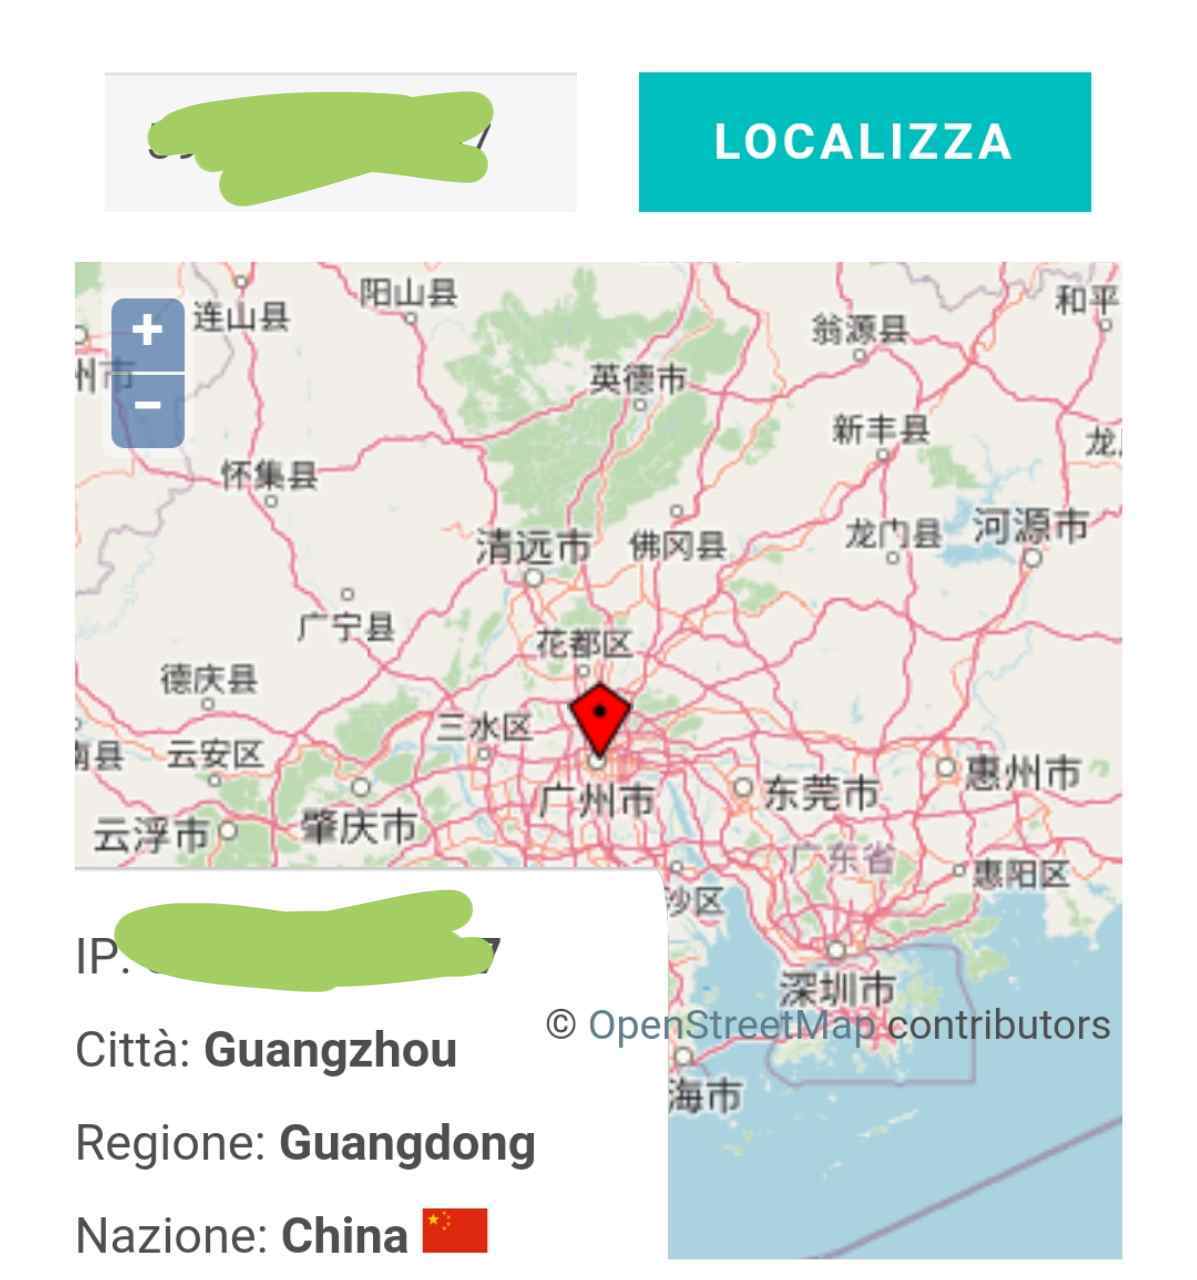 LOCALIZZA
+
−
连山县
阳山县
翁源县
和平
州市
英德市
新丰县
怀集县
清远市
佛冈县
龙门县
河源市
广宁县
花都区
德庆县
三水区
南县
云安区
广州市
东莞市
惠州市
云浮市
肇庆市
广东省
惠阳区
沙区
深圳市
海市
© OpenStreetMap contributors
IP:
Città: Guangzhou
Regione: Guangdong
Nazione: China